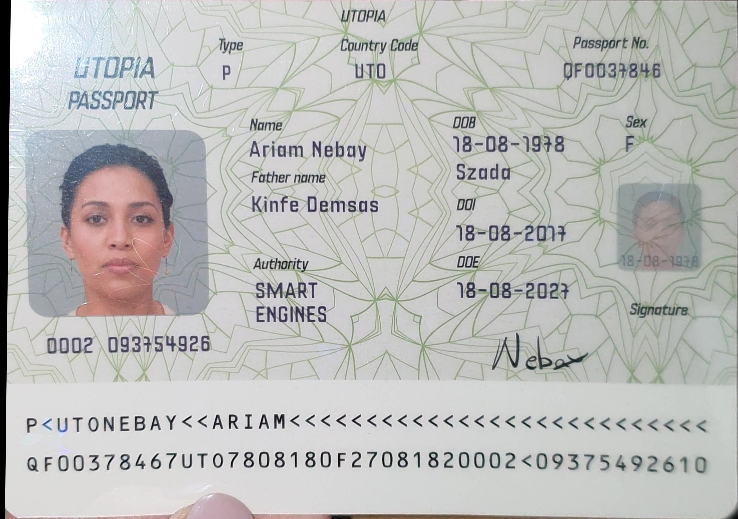 UTOPIA
UTOPIA
PASSPORT
Type
P
Country Code
UTO
Passport No.
QF0037846
Name
Ariam Nebay
DOB
18-08-1978
Szada
Sex
F
Father name
Kinfe Demsas
DOI
18-08-2017
Authority
SMART
ENGINES
DOE
18-08-2027
18-08-1978
Signature
Nebay
0002 093754926
P<UTONEBAY<<ARIAM<<<<<<<<<<<<<<<<<<<<<<<<<<<
QF00378467UTO7808180F27081820002<09375492610